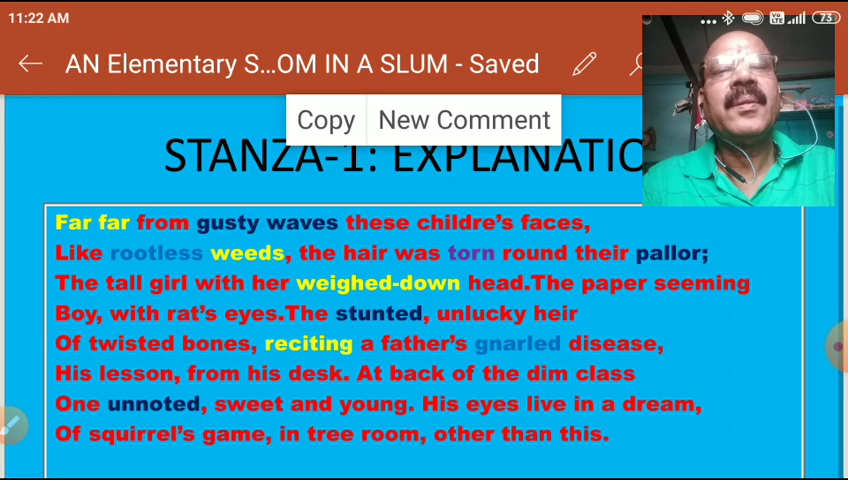 11:22 AM
VO LTE
73
AN Elementary S...OM IN A SLUM - Saved
Copy
New Comment
STANZA-1: EXPLANATIO
Far far from gusty waves these childre's faces,
Like rootless weeds, the hair was torn round their pallor;
The tall girl with her weighed-down head.The paper seeming
Boy, with rat's eyes.The stunted, unlucky heir
Of twisted bones, reciting a father's gnarled disease,
His lesson, from his desk. At back of the dim class
One unnoted, sweet and young. His eyes live in a dream,
Of squirrel's game, in tree room, other than this.